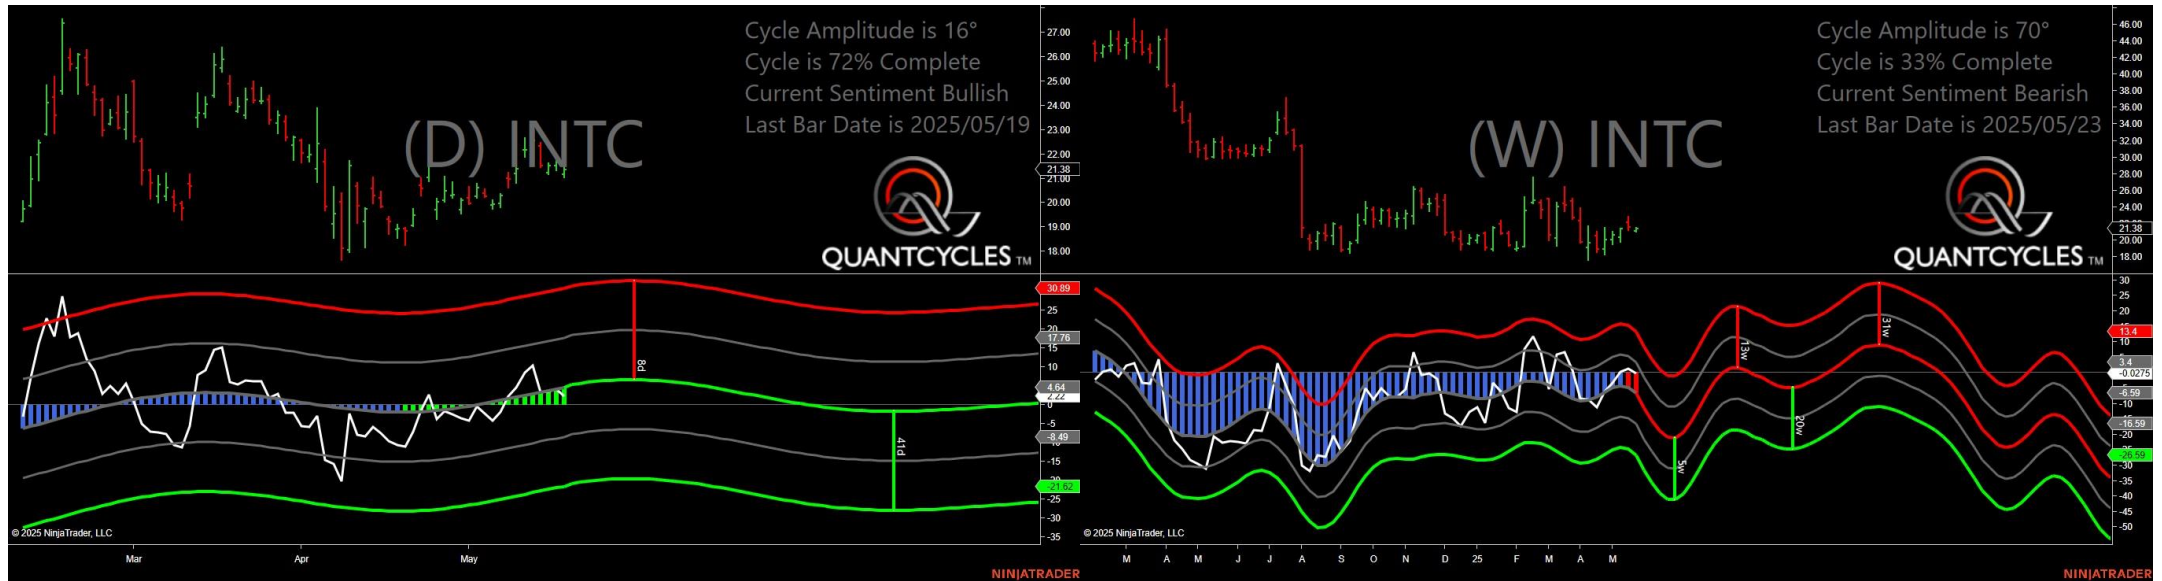 Cycle Amplitude is 16°
Cycle is 72% Complete
Current Sentiment Bullish
Last Bar Date is 2025/05/19
(D) INTC
QUANTCYCLES TM
27.00
26.00
25.00
24.00
23.00
22.00
21.38
21.00
20.00
19.00
18.00
30.89
25
20
17.76
15
10
4.64
2.22
0
-5
-8.49
-15
-21.62
-25
-30
-35
8d
41d
© 2025 NinjaTrader, LLC
Mar
Apr
May
NINJATRADER
Cycle Amplitude is 70°
Cycle is 33% Complete
Current Sentiment Bearish
Last Bar Date is 2025/05/23
(W) INTC
QUANTCYCLES TM
46.00
44.00
42.00
40.00
38.00
36.00
34.00
32.00
30.00
28.00
26.00
24.00
21.38
20.00
18.00
30
25
20
13.4
10
3.4
-0.0275
-6.59
-10
-16.59
-20
-26.59
-30
-35
-40
-45
-50
5w
13w
20w
31w
© 2025 NinjaTrader, LLC
M
A
M
J
J
A
S
O
N
D
25
F
M
A
M
NINJATRADER